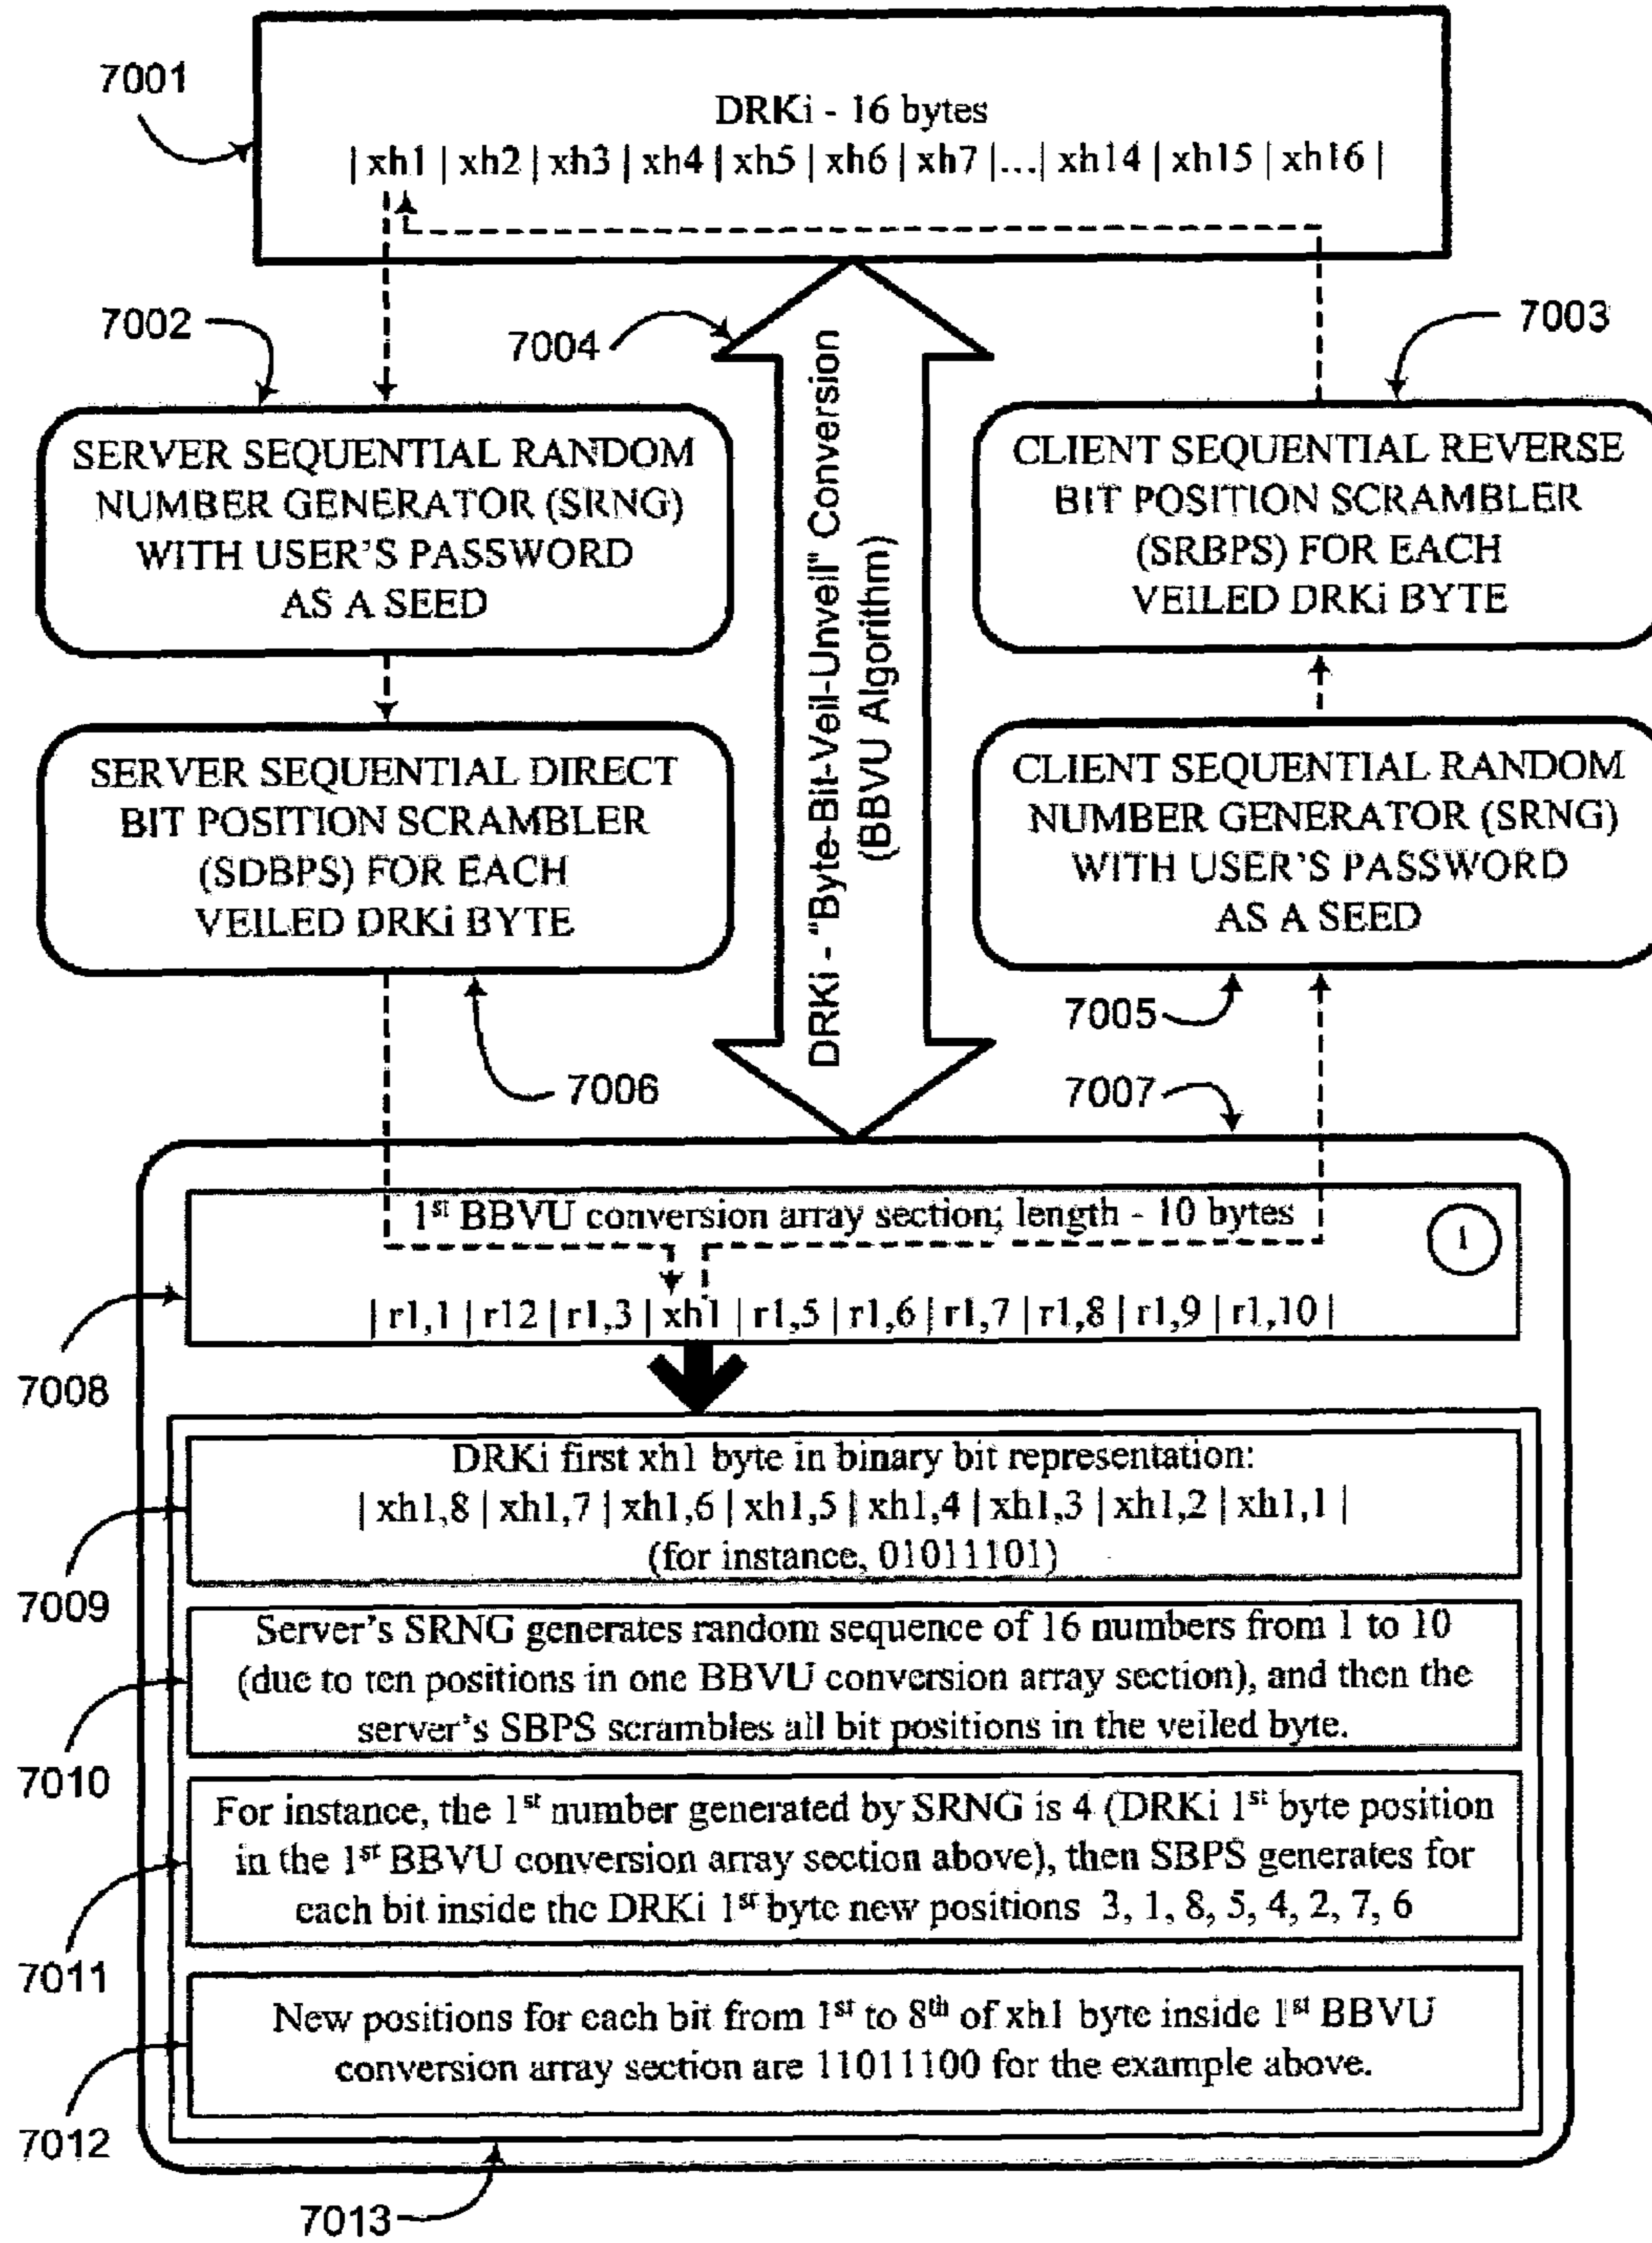 7001
DRKi - 16 bytes
| xh1 | xh2 | xh3 | xh4 | xh5 | xh6 | xh7 |...| xh14 | xh15 | xh16 |
7002
7004
7003
SERVER SEQUENTIAL RANDOM
NUMBER GENERATOR (SRNG)
WITH USER'S PASSWORD
AS A SEED
DRKi - "Byte-Bit-Veil-Unveil" Conversion
(BBVU Algorithm)
CLIENT SEQUENTIAL REVERSE
BIT POSITION SCRAMBLER
(SRBPS) FOR EACH
VEILED DRKi BYTE
SERVER SEQUENTIAL DIRECT
BIT POSITION SCRAMBLER
(SDBPS) FOR EACH
VEILED DRKi BYTE
CLIENT SEQUENTIAL RANDOM
NUMBER GENERATOR (SRNG)
WITH USER'S PASSWORD
AS A SEED
7005
7006
7007
1st BBVU conversion array section; length - 10 bytes
1
| r1,1 | r12 | r1,3 | xh1 | r1,5 | r1,6 | r1,7 | r1,8 | r1,9 | r1,10 |
7008
DRKi first xh1 byte in binary bit representation:
| xh1,8 | xh1,7 | xh1,6 | xh1,5 | xh1,4 | xh1,3 | xh1,2 | xh1,1 |
(for instance, 01011101)
7009
Server's SRNG generates random sequence of 16 numbers from 1 to 10
(due to ten positions in one BBVU conversion array section), and then the
server's SBPS scrambles all bit positions in the veiled byte.
7010
For instance, the 1st number generated by SRNG is 4 (DRKi 1st byte position
in the 1st BBVU conversion array section above), then SBPS generates for
each bit inside the DRKi 1st byte new positions 3, 1, 8, 5, 4, 2, 7, 6
7011
New positions for each bit from 1st to 8th of xh1 byte inside 1st BBVU
conversion array section are 11011100 for the example above.
7012
7013